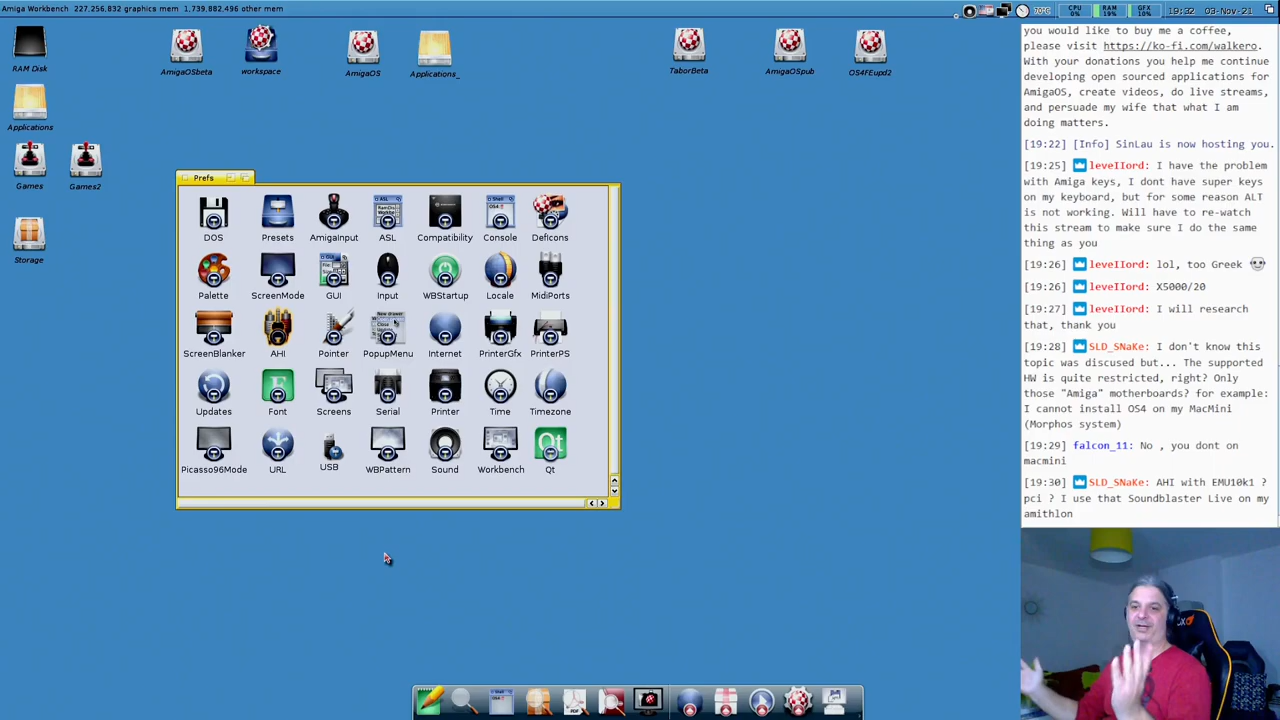 Amiga Workbench 227.256,832 graphics mem 1,739,882.496 other mem
70°C
CPU
0%
RAM
19%
GFX
10%
19:32 03-Nov-21
RAM Disk
AmigaOSbeta
workspace
AmigaOS
Applications_
TaborBeta
AmigaOSpub
OS4FEupd2
Applications
Games
Games2
Storage
Prefs
DOS
Presets
AmigaInput
ASL
Compatibility
Console
DefIcons
Palette
ScreenMode
GUI
Input
WBStartup
Locale
MidiPorts
ScreenBlanker
AHI
Pointer
PopupMenu
Internet
PrinterGfx
PrinterPS
Updates
Font
Screens
Serial
Printer
Time
Timezone
Picasso96Mode
URL
USB
WBPattern
Sound
Workbench
Qt
you would like to buy me a coffee,
please visit https://ko-fi.com/walkero.
With your donations you help me continue
developing open sourced applications for
AmigaOS, create videos, do live streams,
and persuade my wife that what I am
doing matters.
[19:22] [Info] SinLau is now hosting you.
[19:25] leveIIord: I have the problem
with Amiga keys, I dont have super keys
on my keyboard, but for some reason ALT
is not working. Will have to re-watch
this stream to make sure I do the same
thing as you
[19:26] leveIIord: lol, too Greek
[19:26] leveIIord: X5000/20
[19:27] leveIIord: I will research
that, thank you
[19:28] SLD_SNaKe: I don't know this
topic was discused but... The supported
HW is quite restricted, right? Only
those "Amiga" motherboards? for example:
I cannot install OS4 on my MacMini
(Morphos system)
[19:29] falcon_11: No , you dont on
macmini
[19:30] SLD_SNaKe: AHI with EMU10k1 ?
pci ? I use that Soundblaster Live on my
amithlon